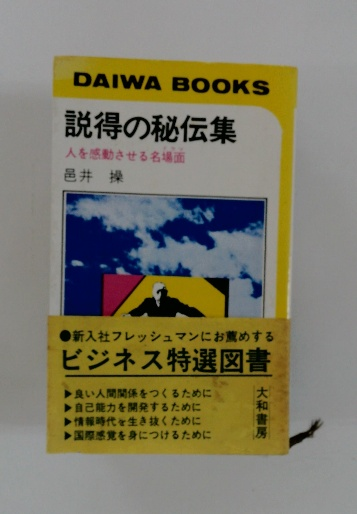 DAIWA BOOKS
説得の秘伝集
人を感動させる名場面
邑井 操
●新入社フレッシュマンにお薦めする
ビジネス特選図書
▶良い人間関係をつくるために
▶自己能力を開発するために
▶情報時代を生き抜くために
▶国際感覚を身につけるために
大和書房